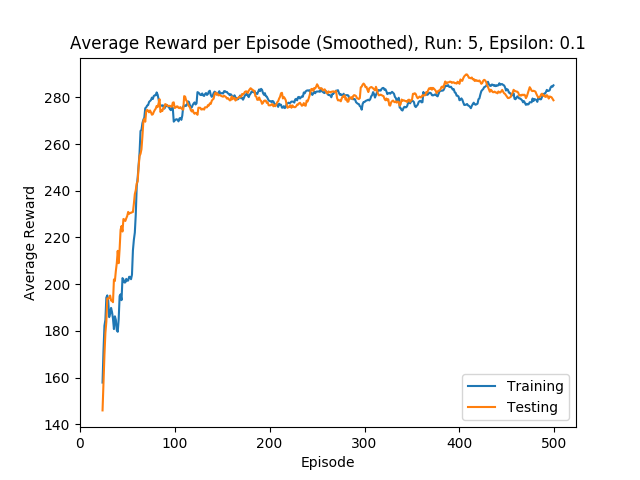 Average Reward per Episode (Smoothed), Run: 5, Epsilon: 0.1
Average Reward
280
260
240
220
200
180
160
140
0
100
200
300
400
500
Episode
Training
Testing